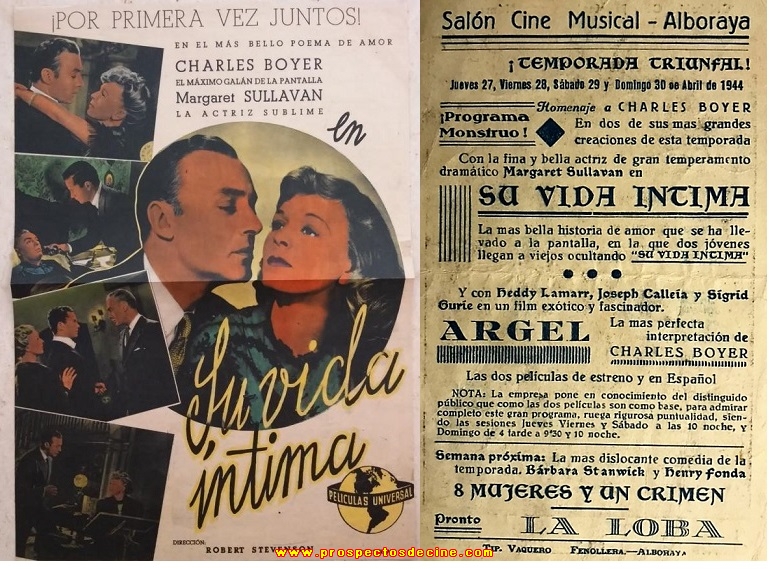 ¡POR PRIMERA VEZ JUNTOS!
EN EL MÁS BELLO POEMA DE AMOR
CHARLES BOYER
EL MÁXIMO GALÁN DE LA PANTALLA
Margaret SULLAVAN
LA ACTRIZ SUBLIME
en
Su vida
íntima
PELICULAS UNIVERSAL
DIRECCIÓN:
ROBERT STEVENSON
Salón Cine Musical - Alboraya
¡TEMPORADA TRIUNFAL!
Jueves 27, Viernes 28, Sábado 29 y Domingo 30 de Abril de 1944
¡Programa
Monstruo!
Homenaje a CHARLES BOYER
En dos de sus mas grandes
creaciones de esta temporada
Con la fina y bella actriz de gran temperamento
dramático Margaret Sullavan en
SU VIDA INTIMA
La mas bella historia de amor que se ha lle-
vado a la pantalla, en la que dos jóvenes
llegan a viejos ocultando "SU VIDA INTIMA"
Y con Heddy Lamarr, Joseph Calleia y Sigrid
Gurie en un film exótico y fascinador.
ARGEL
La mas perfecta
interpretación de
CHARLES BOYER
Las dos películas de estreno y en Español
NOTA: La empresa pone en conocimiento del distinguido
público que como las dos películas son como base, para admirar
completo este gran programa, ruega rigurosa puntualidad, sien-
do las sesiones Jueves Viernes y Sábado a las 10 noche, y
Domingo de 4 tarde a 9'30 y 10 noche.
Semana próxima: La mas dislocante comedia de
la temporada, Bárbara Stanwick y Henry Fonda
8 MUJERES Y UN CRIMEN
Pronto
LA LOBA
Tip. VAQUERO FENOLLERA.—ALBORAYA
www.prospectosdecine.com